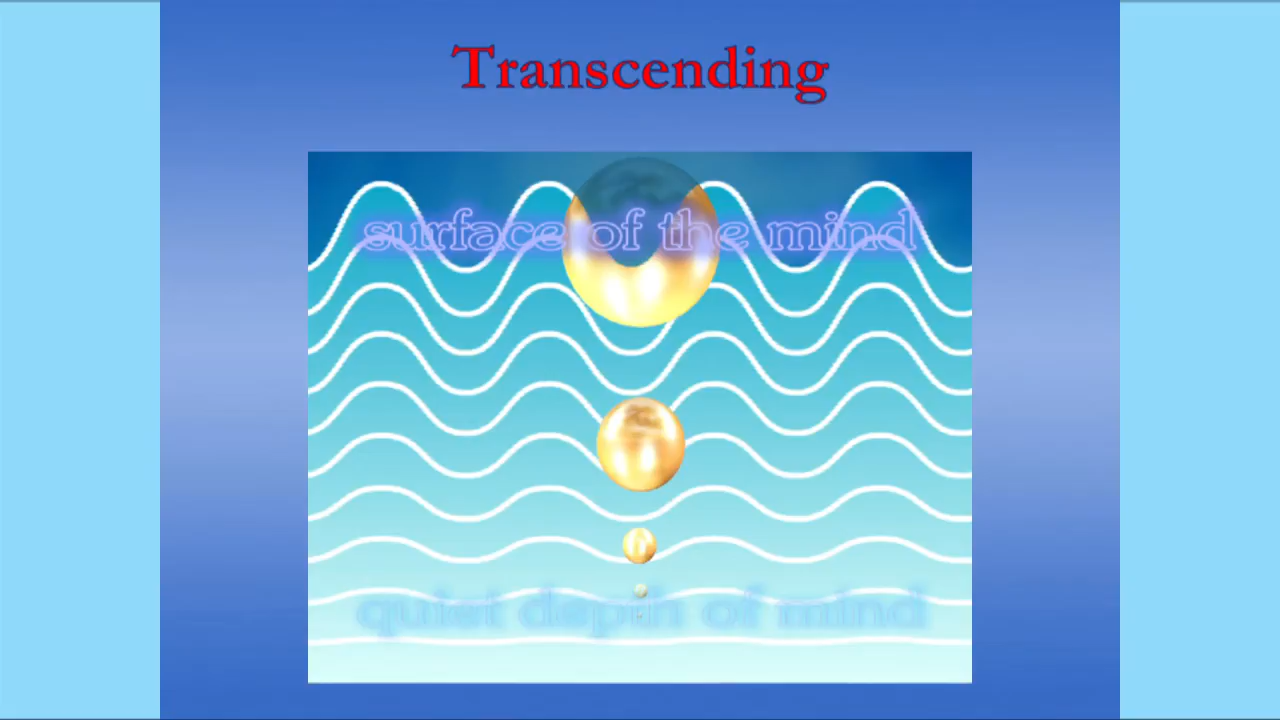 Transcending
surface of the mind
quiet depth of mind